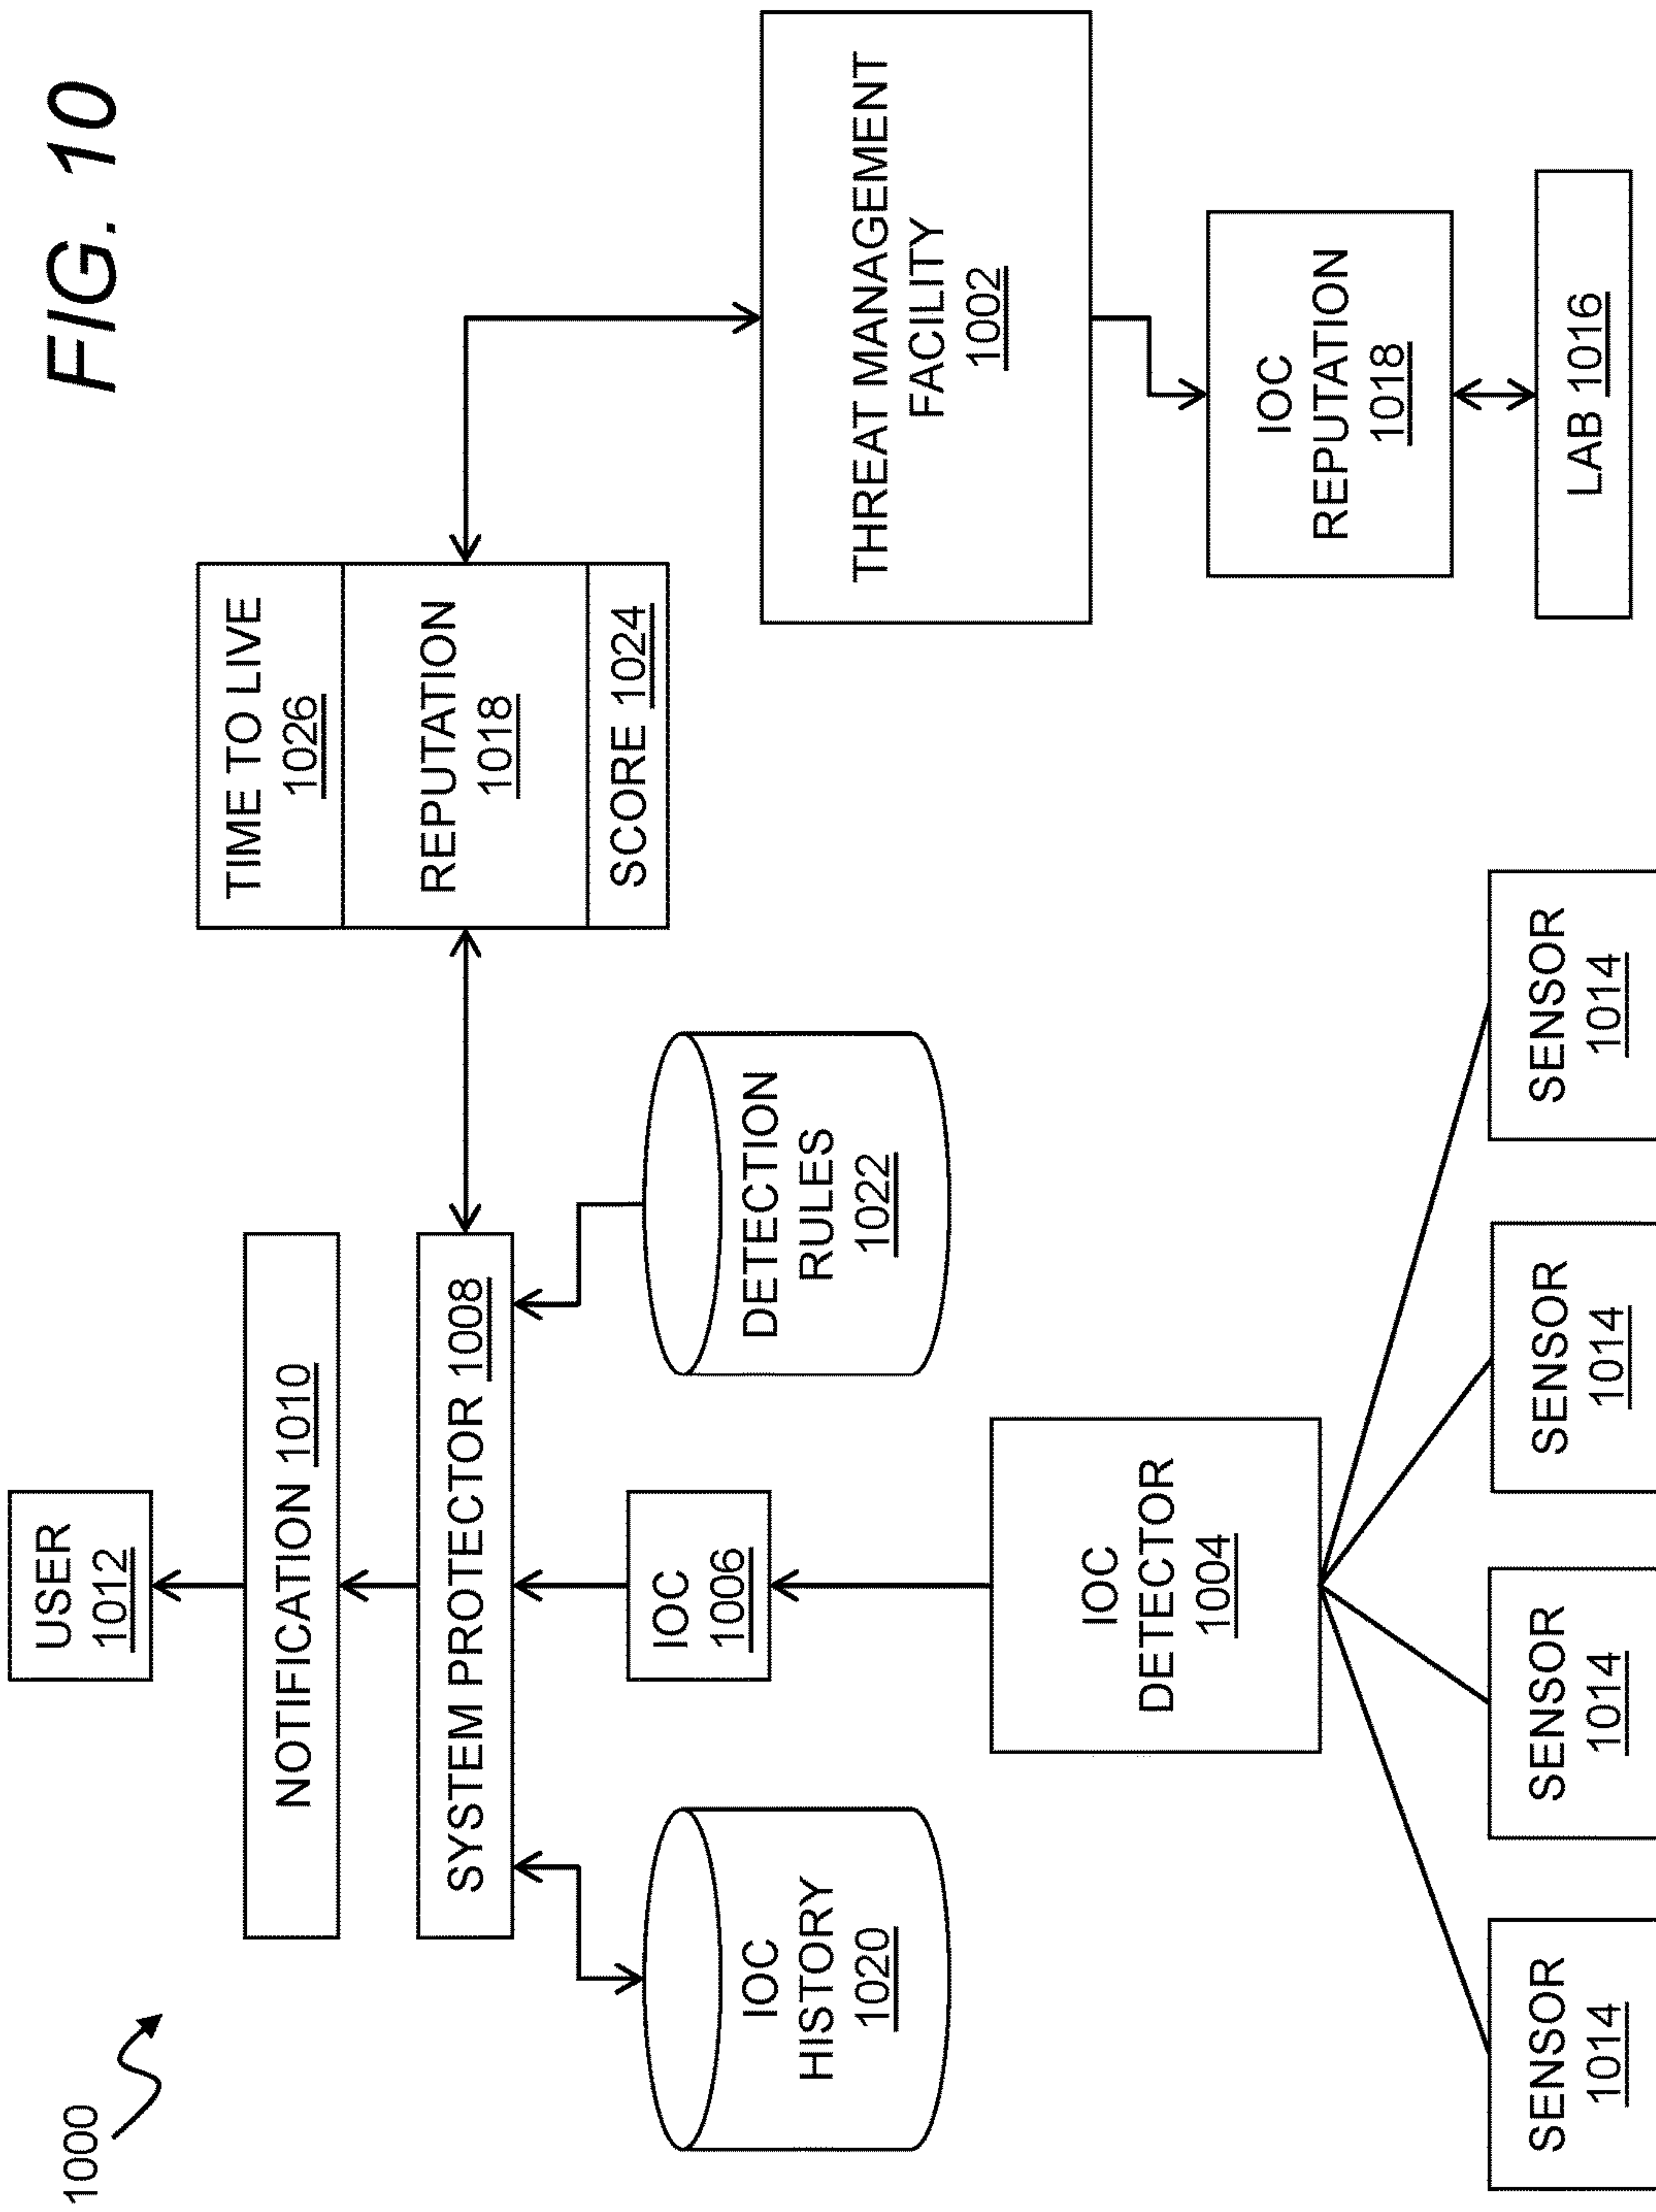 1000
USER
1012
NOTIFICATION 1010
SYSTEM PROTECTOR 1008
IOC
1006
IOC
HISTORY
1020
DETECTION
RULES
1022
IOC
DETECTOR
1004
SENSOR
1014
SENSOR
1014
SENSOR
1014
SENSOR
1014
TIME TO LIVE
1026
REPUTATION
1018
SCORE 1024
FIG. 10
THREAT MANAGEMENT
FACILITY
1002
IOC
REPUTATION
1018
LAB 1016